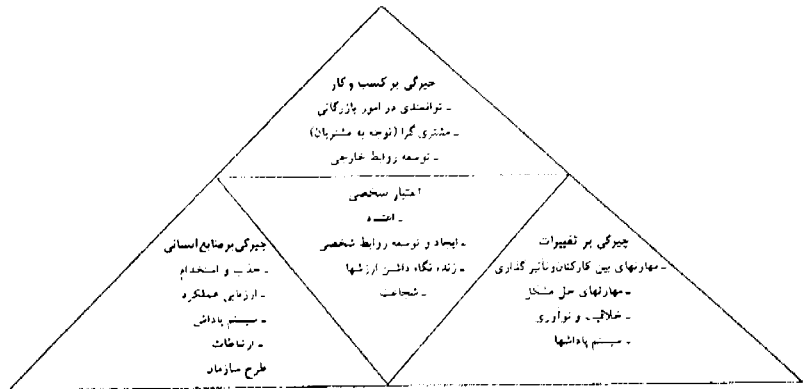 چیرگی بر کسب و کار
ـ توانمندی در امور بازرگانی
ـ مشتری گرا (توجه به مشتریان)
ـ توسعه روابط خارجی
اعتبار شخصی
ـ اعتماد
ـ ایجاد و توسعه روابط شخصی
ـ زنده نگاه داشتن ارزشها
ـ شجاعت
چیرگی بر تغییرات
ـ مهارتهای بین کارکنان وتأثیر گذاری
ـ مهارتهای حل مشکل
ـ خلاقیت و نوآوری
ـ سیستم پاداشها
چیرگی بر منابع انسانی
ـ جذب و استخدام
ـ ارزیابی عملکرد
ـ سیستم پاداش
ـ ارتباطات
طرح سازمان